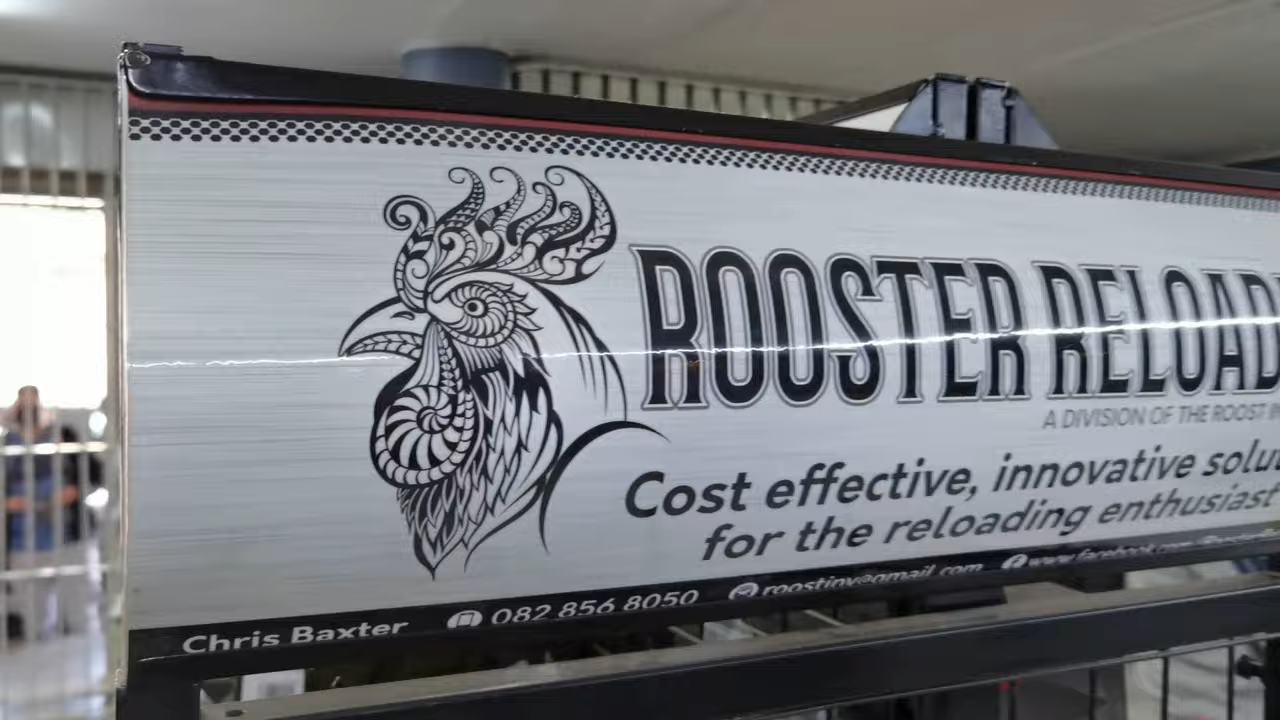 ROOSTER RELOAD
A DIVISION OF THE ROOST
Cost effective, innovative solu
for the reloading enthusiast
Chris Baxter 082 856 8050 roostinv@gmail.com